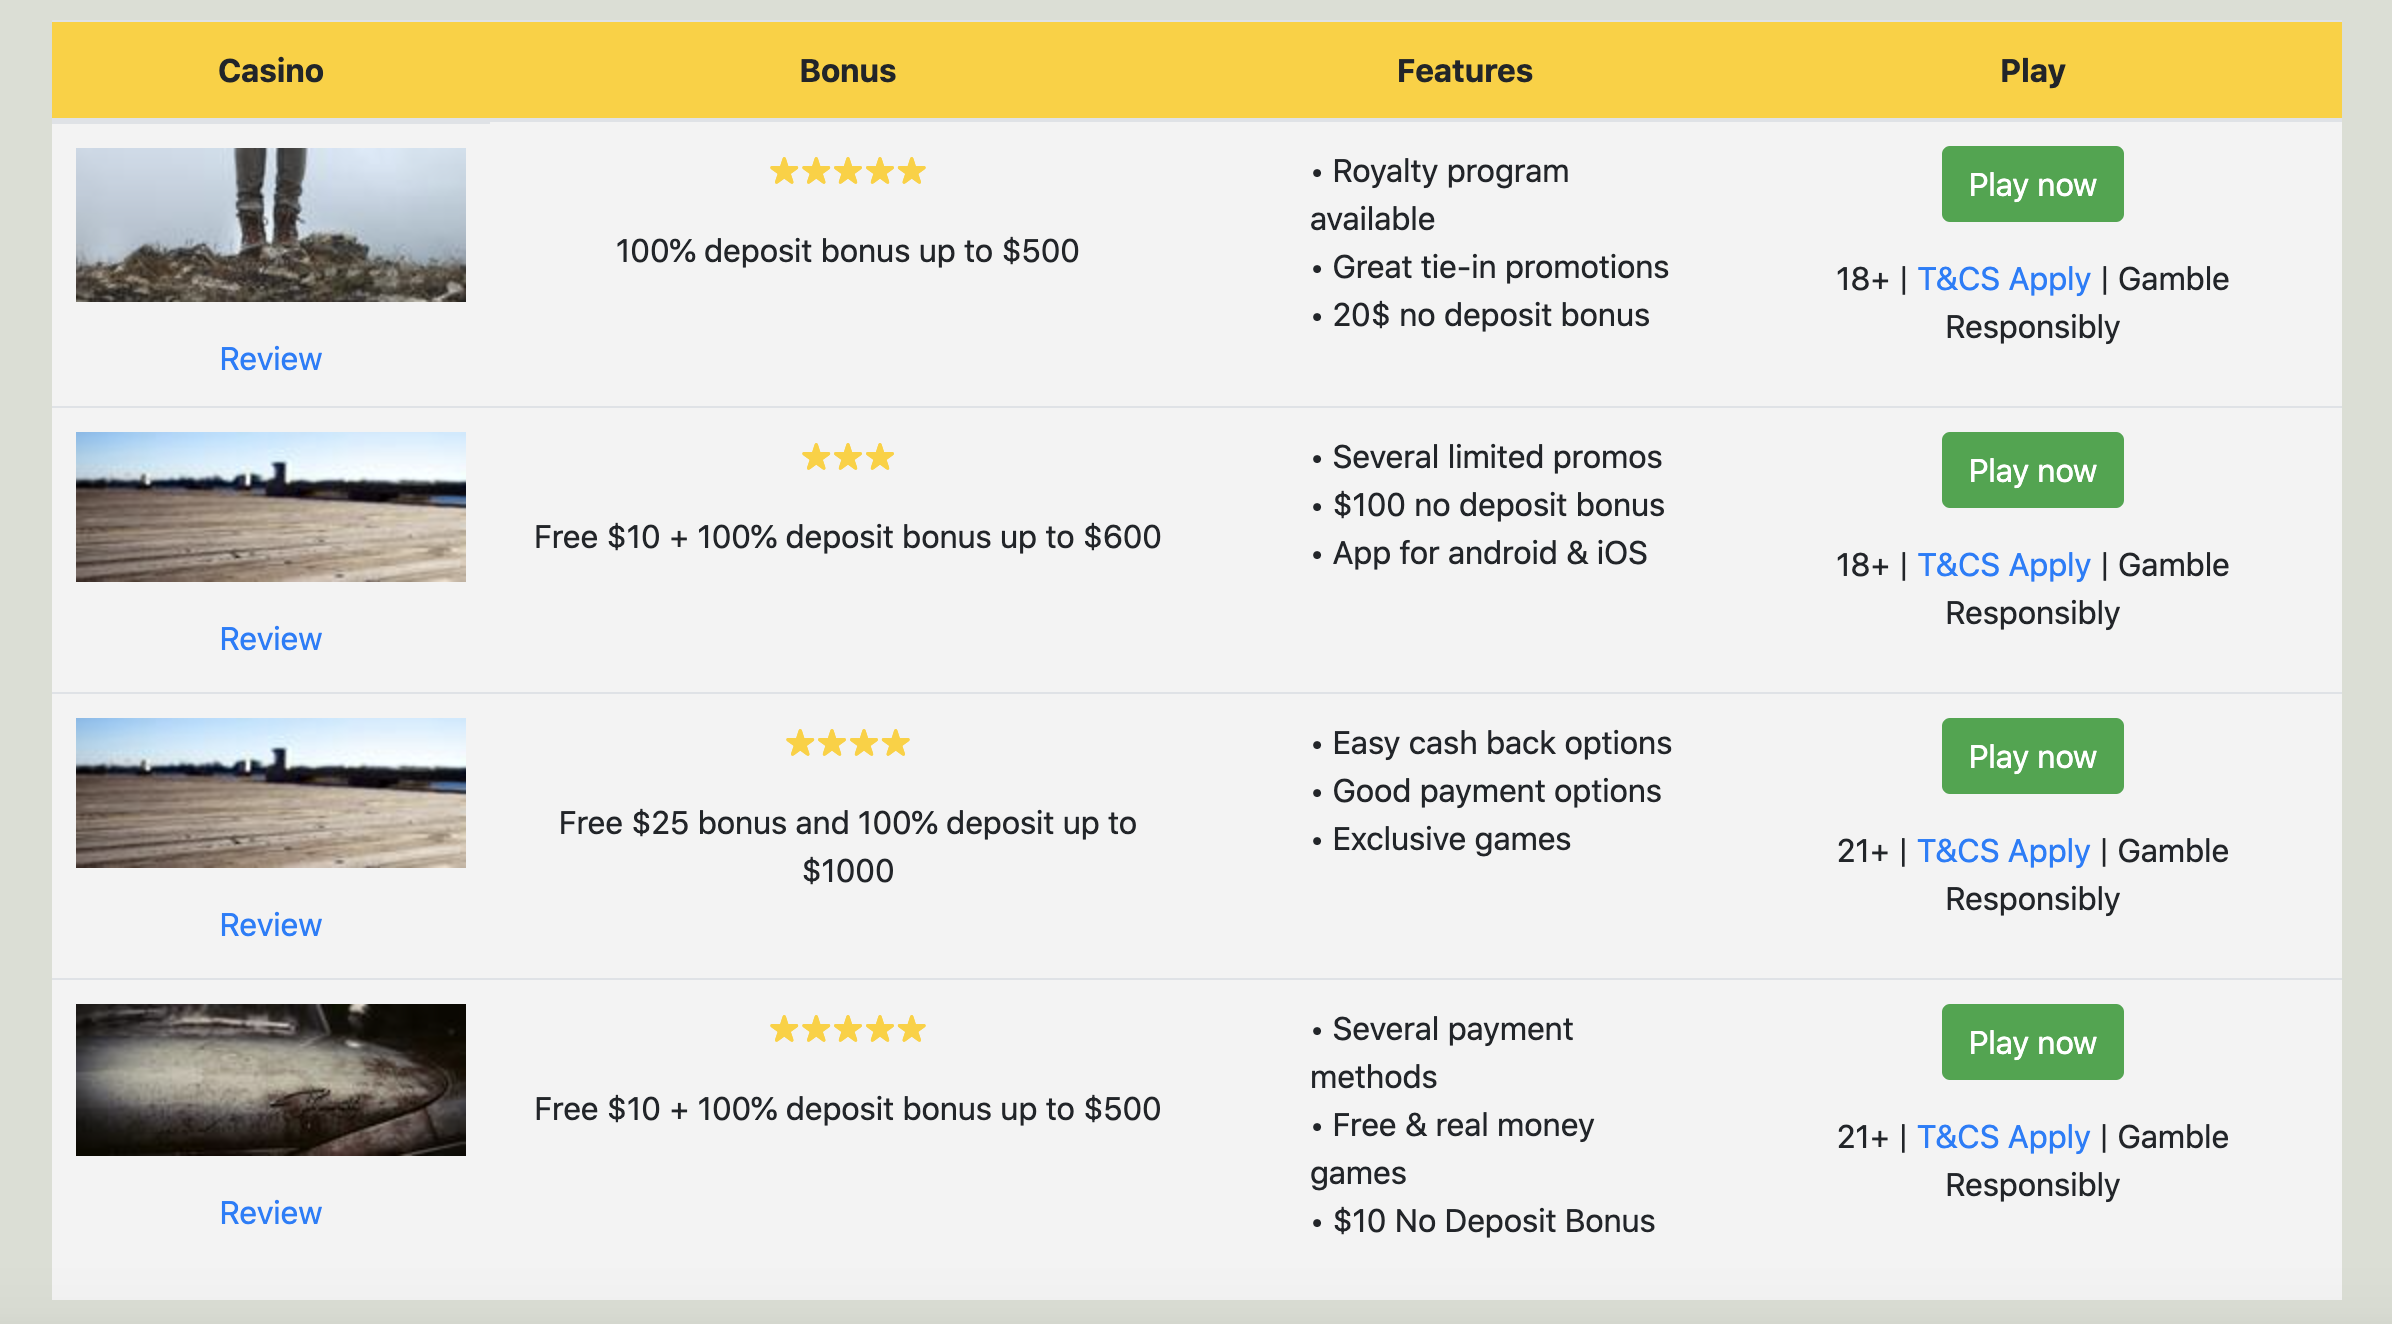 Casino Bonus Features Play
★★★★★
100% deposit bonus up to $500
• Royalty program
available
• Great tie-in promotions
• 20$ no deposit bonus
Play now
18+ | T&CS Apply | Gamble
Responsibly
Review
★★★
Free $10 + 100% deposit bonus up to $600
• Several limited promos
• $100 no deposit bonus
• App for android & iOS
Play now
18+ | T&CS Apply | Gamble
Responsibly
Review
★★★★
Free $25 bonus and 100% deposit up to
$1000
• Easy cash back options
• Good payment options
• Exclusive games
Play now
21+ | T&CS Apply | Gamble
Responsibly
Review
★★★★★
Free $10 + 100% deposit bonus up to $500
• Several payment
methods
• Free & real money
games
• $10 No Deposit Bonus
Play now
21+ | T&CS Apply | Gamble
Responsibly
Review